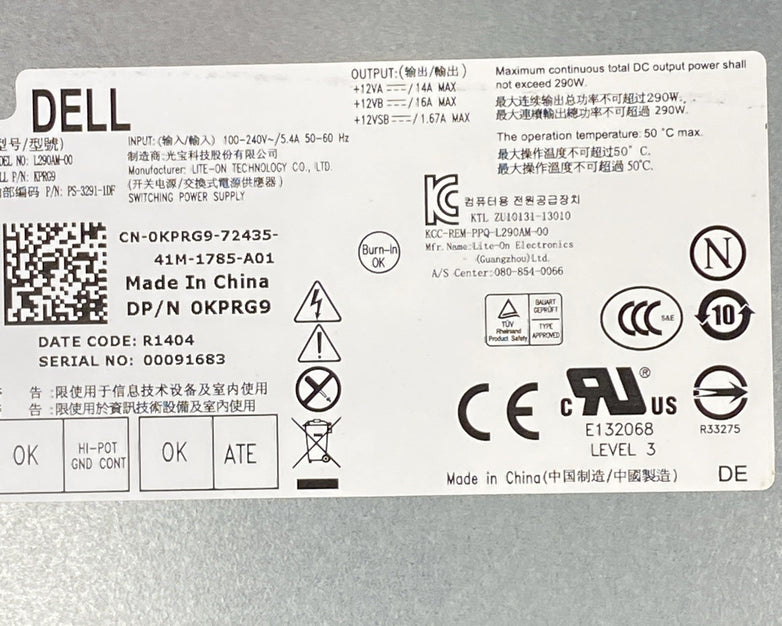 DELL
型号/型號)
DEL NO: L290AM-00
LL P/N: KPRG9
部编码 P/N: PS-3291-1DF
INPUT: (输入/輸入) 100-240V~/5.4A 50-60 Hz
制造商:光宝科技股份有限公司
Manufacturer: LITE-ON TECHNOLOGY CO., LTD.
(开关电源/交換式電源供應器)
SWITCHING POWER SUPPLY
OUTPUT:(输出/輸出)
+12VA ⎓/14A MAX
+12VB ⎓/16A MAX
+12VSB ⎓/1.67A MAX
Maximum continuous total DC output power shall
not exceed 290W.
最大连续输出总功率不可超过290W.
最大連續輸出總功率不可超過 290W.
The operation temperature: 50 °C max.
最大操作温度不可超过50° C.
最大操作溫度不可超過 50°C.
컴퓨터용 전원공급장치
KTL ZU10131-13010
KCC-REM-PPQ-L290AM-00
Mfr. Name:Lite-On Electronics
(Guangzhou)Ltd.
A/S Center:080-854-0066
CN-0KPRG9-72435-
41M-1785-A01
Made In China
DP/N 0KPRG9
Burn-In
OK
N
DATE CODE: R1404
SERIAL NO: 00091683
TÜV
Rheinland
Product Safety
BAUART
GEPRÜFT
TYPE
APPROVED
CCC
S&E
10
告 :限使用于信息技术设备及室内使用
告 :限使用於資訊技術設備及室內使用
CE
c RU ® US
E132068
LEVEL 3
R33275
OK
HI-POT
GND CONT
OK
ATE
Made in China(中国制造/中國製造)
DE